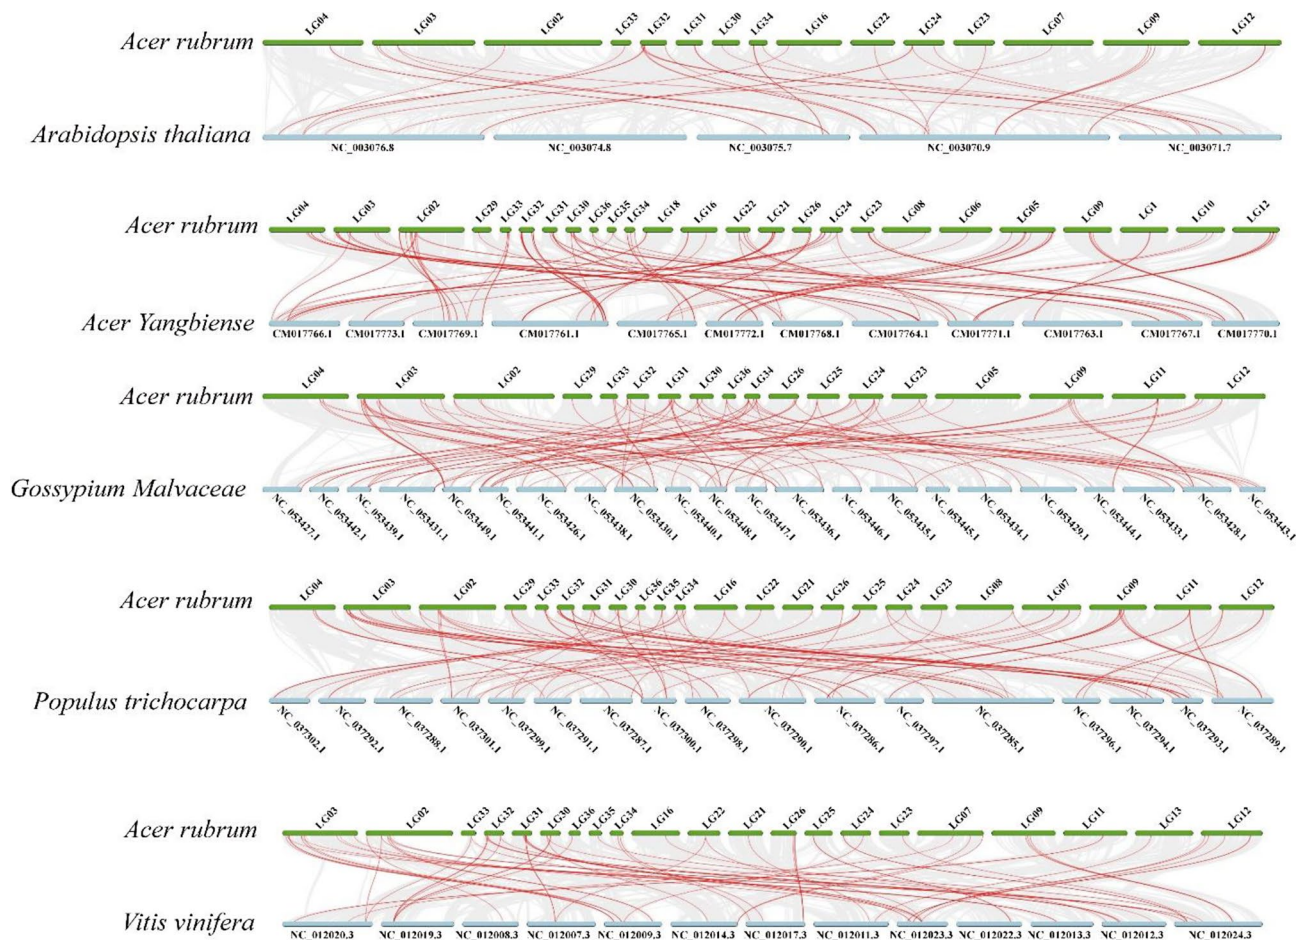 LG04 LG03 LG02 LG33 LG32 LG31 LG30 LG34 LG16 LG22 LG24 LG23 LG07 LG09 LG12
Acer rubrum
Arabidopsis thaliana
NC_003076.8 NC_003074.8 NC_003075.7 NC_003070.9 NC_003071.7
LG04 LG03 LG02 LG29 LG33 LG32 LG31 LG30 LG36 LG35 LG34 LG18 LG16 LG22 LG21 LG26 LG24 LG23 LG08 LG06 LG05 LG09 LG1 LG10 LG12
Acer rubrum
Acer Yangbiense
CM017766.1 CM017773.1 CM017769.1 CM017761.1 CM017765.1 CM017772.1 CM017768.1 CM017764.1 CM017771.1 CM017763.1 CM017767.1 CM017770.1
LG04 LG03 LG02 LG29 LG33 LG32 LG31 LG30 LG36 LG34 LG26 LG25 LG24 LG23 LG05 LG09 LG11 LG12
Acer rubrum
Gossypium Malvaceae
NC_053427.1 NC_053442.1 NC_053439.1 NC_053431.1 NC_053449.1 NC_053441.1 NC_053426.1 NC_053438.1 NC_053430.1 NC_053440.1 NC_053448.1 NC_053447.1 NC_053436.1 NC_053446.1 NC_053435.1 NC_053445.1 NC_053434.1 NC_053429.1 NC_053444.1 NC_053433.1 NC_053428.1 NC_053443.1
LG04 LG03 LG02 LG29 LG33 LG32 LG31 LG30 LG36 LG35 LG34 LG16 LG22 LG21 LG26 LG25 LG24 LG23 LG08 LG07 LG09 LG11 LG12
Acer rubrum
Populus trichocarpa
NC_037302.1 NC_037292.1 NC_037288.1 NC_037301.1 NC_037299.1 NC_037291.1 NC_037287.1 NC_037300.1 NC_037298.1 NC_037290.1 NC_037286.1 NC_037297.1 NC_037285.1 NC_037296.1 NC_037294.1 NC_037293.1 NC_037289.1
LG03 LG02 LG33 LG32 LG31 LG30 LG36 LG35 LG34 LG16 LG22 LG21 LG26 LG25 LG24 LG23 LG07 LG09 LG11 LG13 LG12
Acer rubrum
Vitis vinifera
NC_012020.3 NC_012019.3 NC_012008.3 NC_012007.3 NC_012009.3 NC_012014.3 NC_012017.3 NC_012011.3 NC_012023.3 NC_012022.3 NC_012013.3 NC_012012.3 NC_012024.3